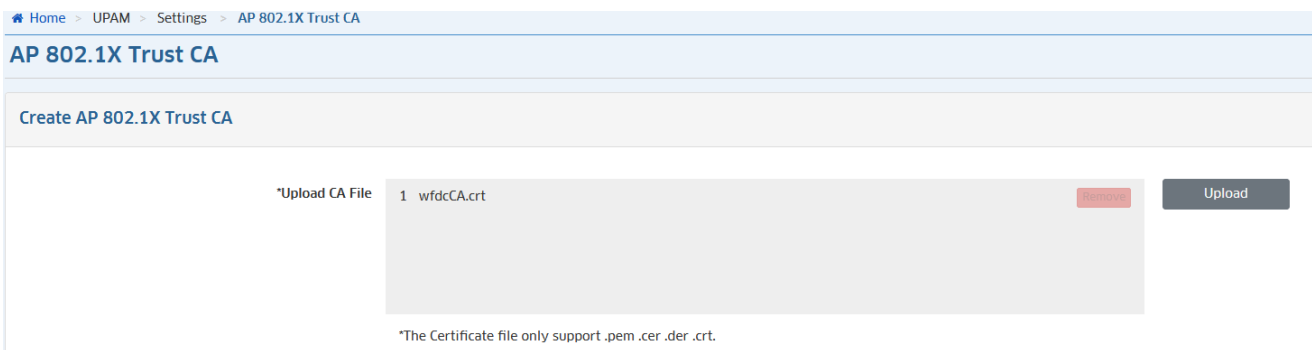 Home > UPAM > Settings > AP 802.1X Trust CA
AP 802.1X Trust CA
Create AP 802.1X Trust CA
*Upload CA File 1 wfdcCA.crt Remove Upload
*The Certificate file only support .pem .cer .der .crt.